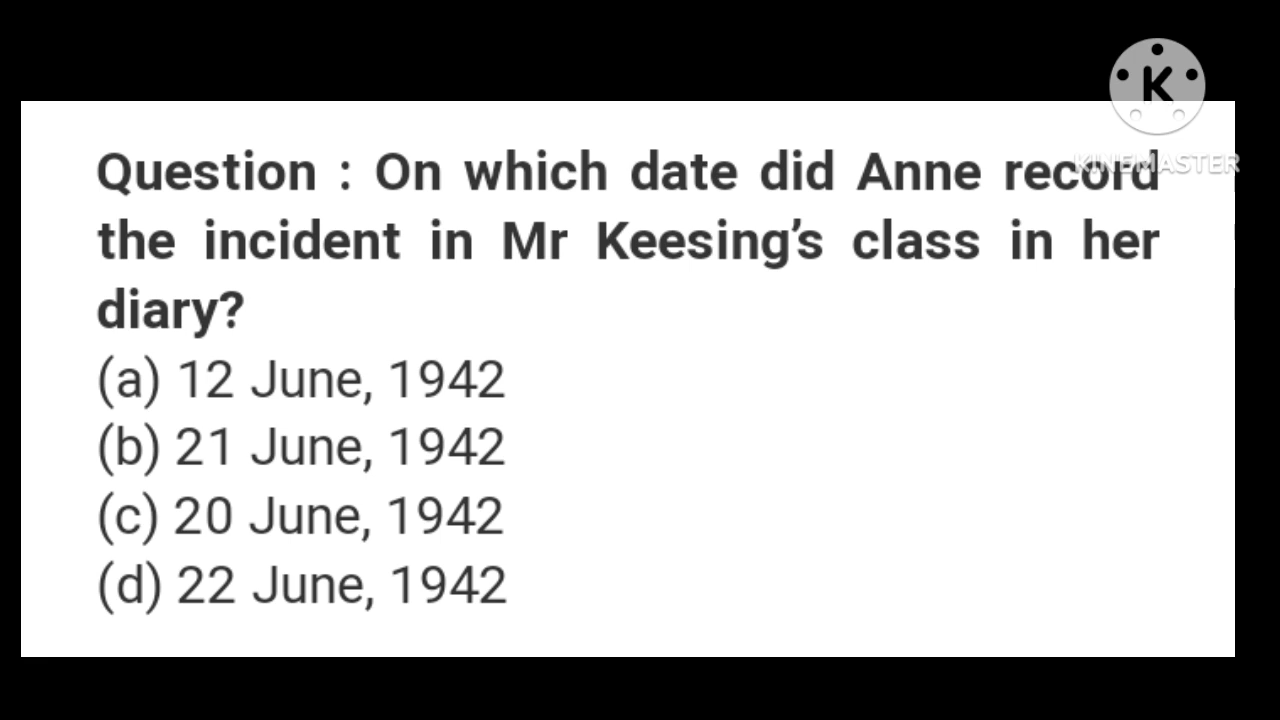 K
KINEMASTER
Question : On which date did Anne record
the incident in Mr Keesing’s class in her
diary?
(a) 12 June, 1942
(b) 21 June, 1942
(c) 20 June, 1942
(d) 22 June, 1942